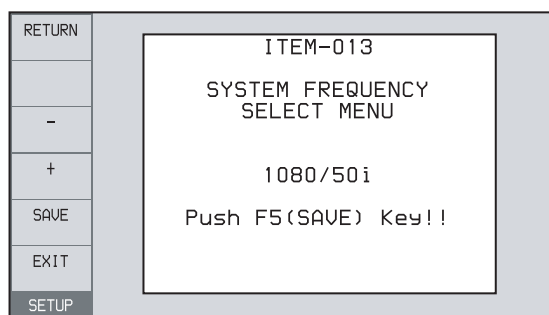 RETURN
-
+
SAVE
EXIT
SETUP
ITEM-013
SYSTEM FREQUENCY
SELECT MENU
1080/50i
Push F5(SAVE) Key!!